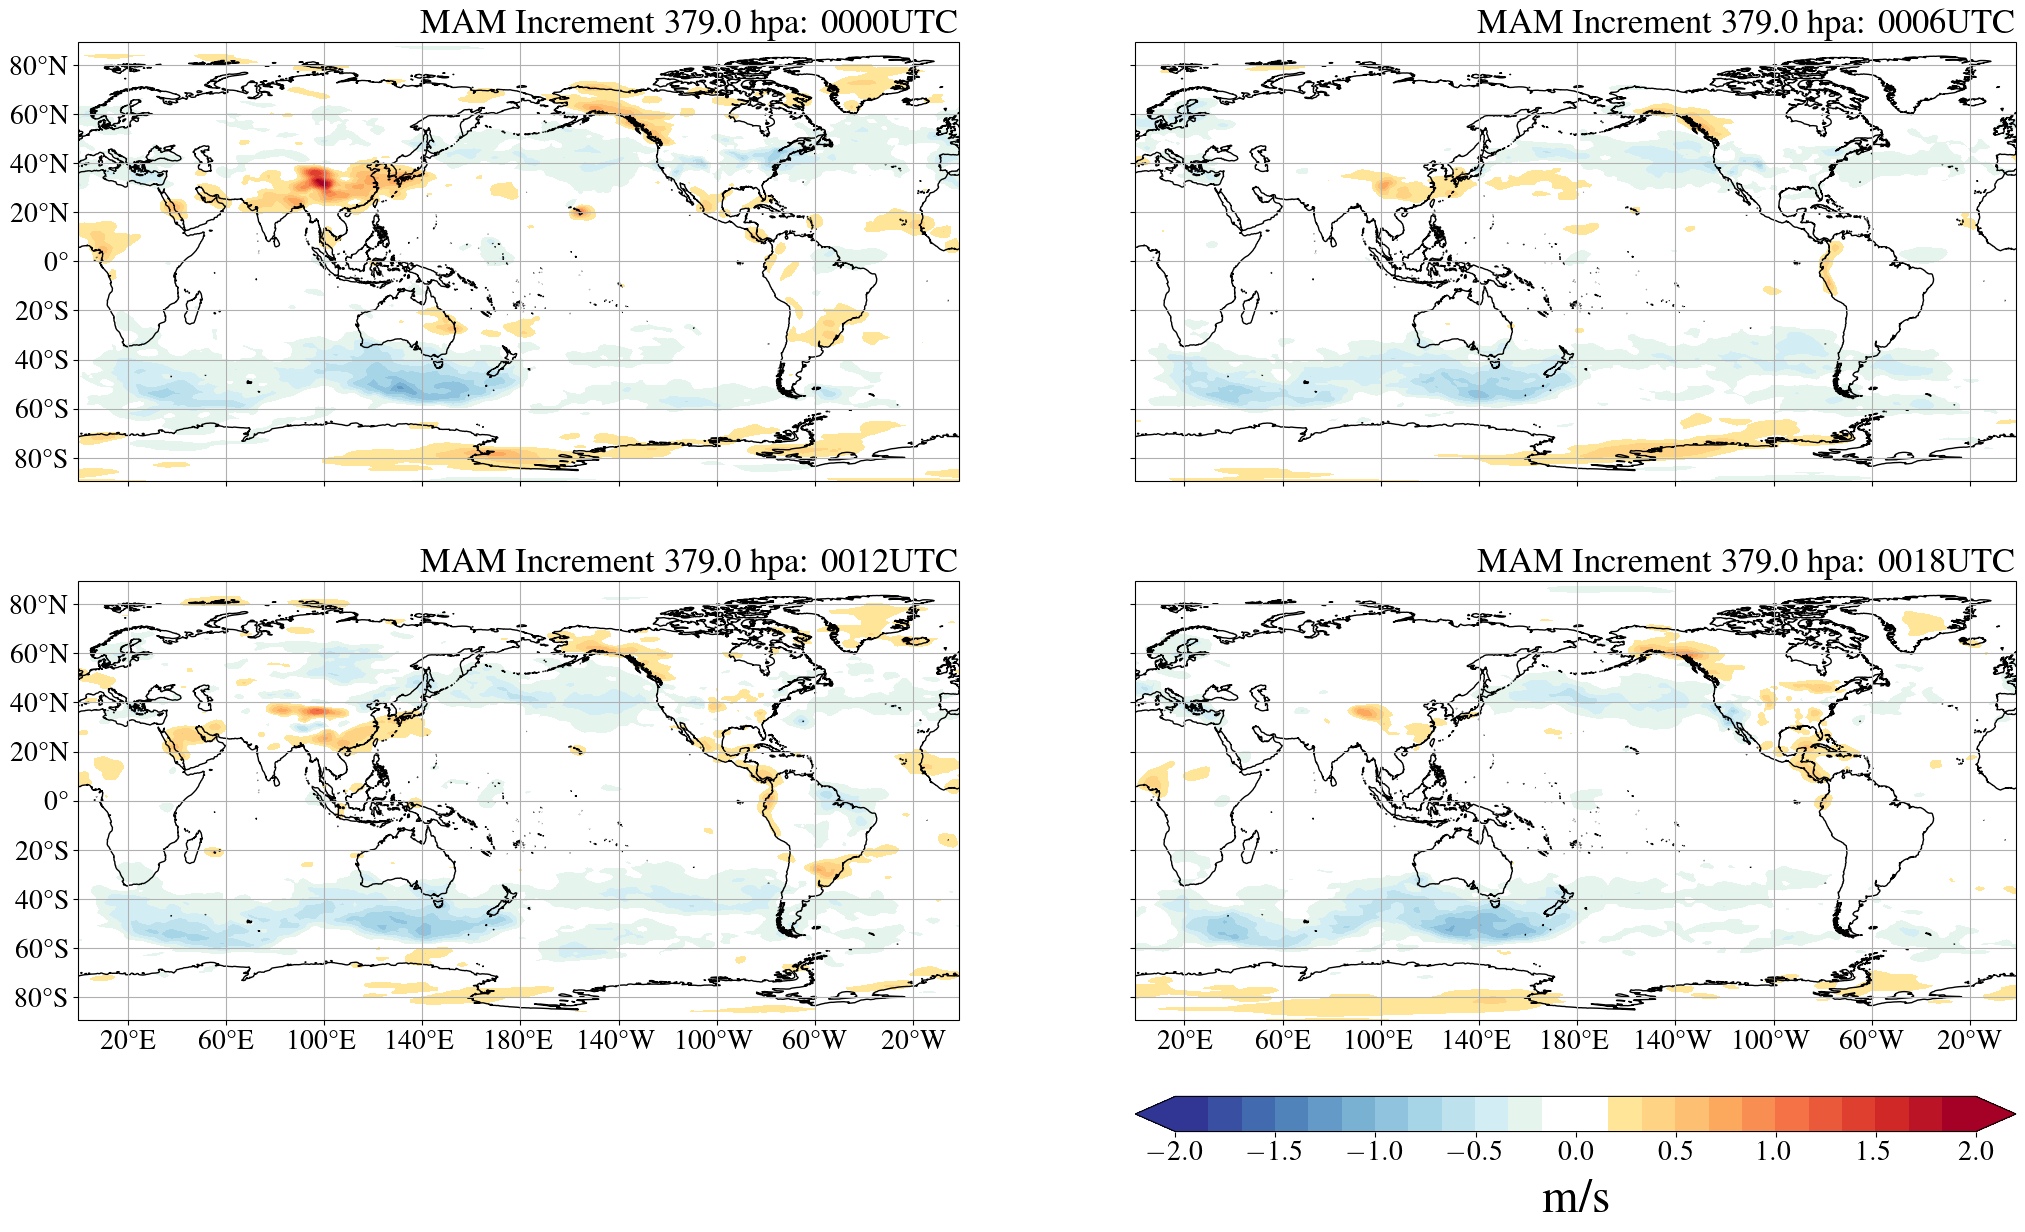 MAM Increment 379.0 hpa: 0000UTC
MAM Increment 379.0 hpa: 0006UTC
80°N
60°N
40°N
20°N
0°
20°S
40°S
60°S
80°S
MAM Increment 379.0 hpa: 0012UTC
MAM Increment 379.0 hpa: 0018UTC
80°N
60°N
40°N
20°N
0°
20°S
40°S
60°S
80°S
20°E 60°E 100°E 140°E 180°E 140°W 100°W 60°W 20°W
20°E 60°E 100°E 140°E 180°E 140°W 100°W 60°W 20°W
−2.0 −1.5 −1.0 −0.5 0.0 0.5 1.0 1.5 2.0
m/s